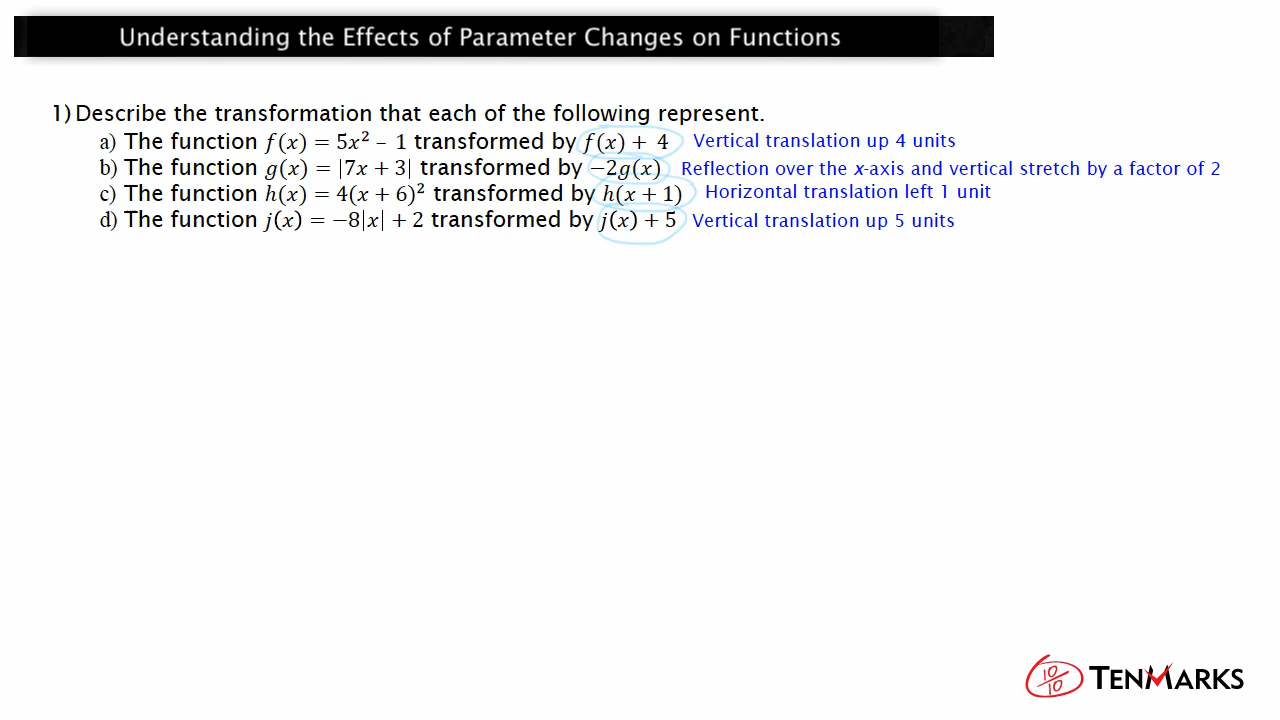 Understanding the Effects of Parameter Changes on Functions
1) Describe the transformation that each of the following represent.
a) The function f(x) = 5x² – 1 transformed by f(x) + 4 Vertical translation up 4 units
b) The function g(x) = |7x + 3| transformed by −2g(x) Reflection over the x-axis and vertical stretch by a factor of 2
c) The function h(x) = 4(x + 6)² transformed by h(x + 1) Horizontal translation left 1 unit
d) The function j(x) = −8|x| + 2 transformed by j(x) + 5 Vertical translation up 5 units
10/10 TENMARKS